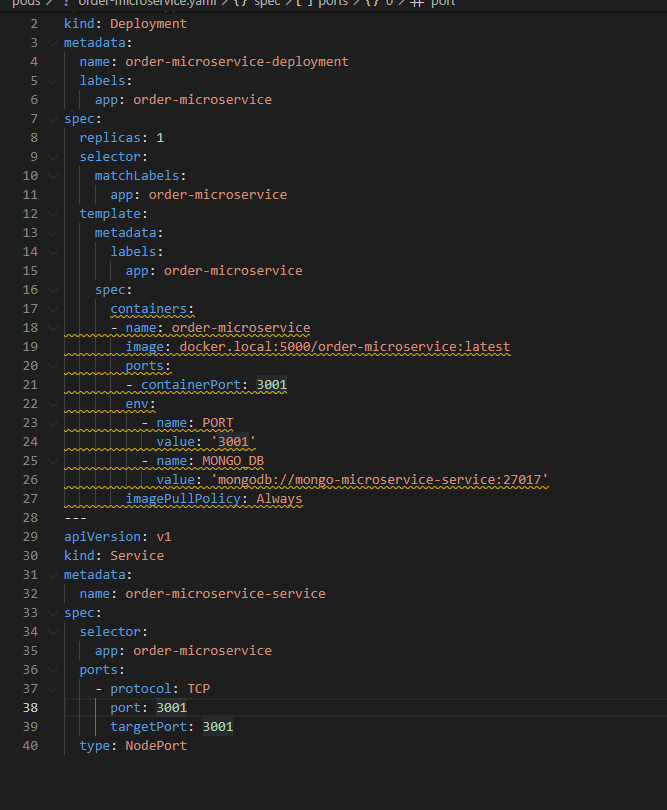 pods > ! order-microservice.yaml > {} spec > [ ] ports > {} 0 > # port
2 kind: Deployment
3 metadata:
4   name: order-microservice-deployment
5   labels:
6     app: order-microservice
7 spec:
8   replicas: 1
9   selector:
10     matchLabels:
11       app: order-microservice
12   template:
13     metadata:
14       labels:
15         app: order-microservice
16     spec:
17       containers:
18       - name: order-microservice
19         image: docker.local:5000/order-microservice:latest
20         ports:
21         - containerPort: 3001
22         env:
23           - name: PORT
24             value: '3001'
25           - name: MONGO_DB
26             value: 'mongodb://mongo-microservice-service:27017'
27         imagePullPolicy: Always
28 ---
29 apiVersion: v1
30 kind: Service
31 metadata:
32   name: order-microservice-service
33 spec:
34   selector:
35     app: order-microservice
36   ports:
37     - protocol: TCP
38       port: 3001
39       targetPort: 3001
40   type: NodePort